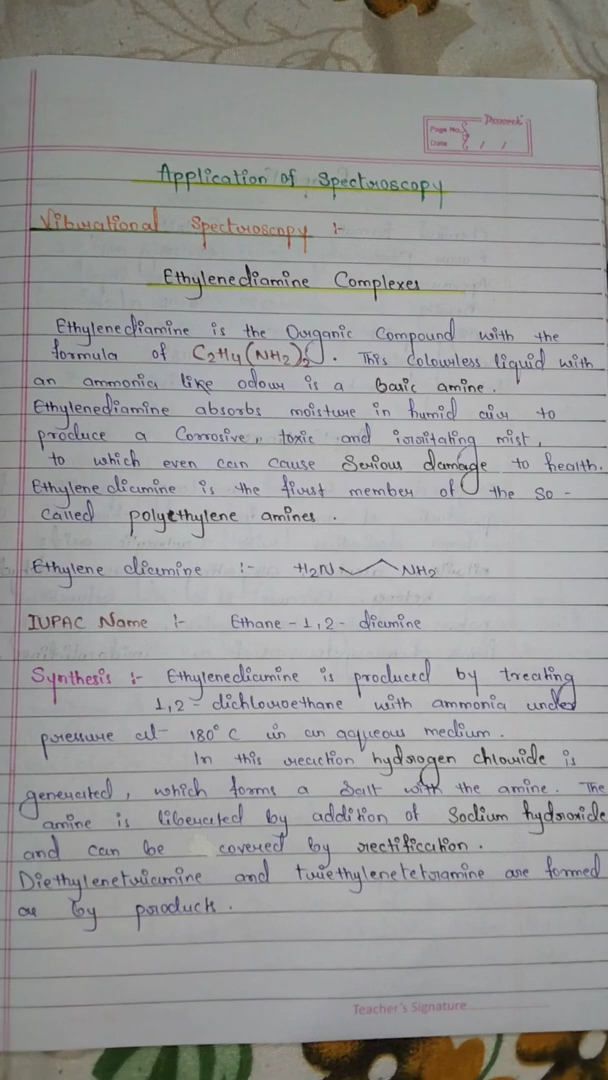 Page No.
Date / /
Application of Spectroscopy
Vibrational Spectroscopy :-
Ethylenediamine Complexes
Ethylenediamine is the Organic Compound with the
formula of C2H4(NH2)2. This Colourless liquid with
an ammonia like odour is a basic amine.
Ethylenediamine absorbs moisture in humid air to
produce a Corrosive, toxic and irritating mist,
to which even can cause Serious damage to health.
Ethylene diamine is the first member of the so -
called polyethylene amines.
Ethylene diamine :- H2N NH2
IUPAC Name :- Ethane - 1,2 - diamine
Synthesis :- Ethylenediamine is produced by treating
1,2 - dichloroethane with ammonia under
pressure at 180° C in an aqueous medium.
In this reaction hydrogen chloride is
generated, which forms a Salt with the amine. The
amine is liberated by addition of Sodium hydroxide
and can be covered by rectification.
Diethylenetriamine and triethylenetetramine are formed
as by products.
Teacher's Signature